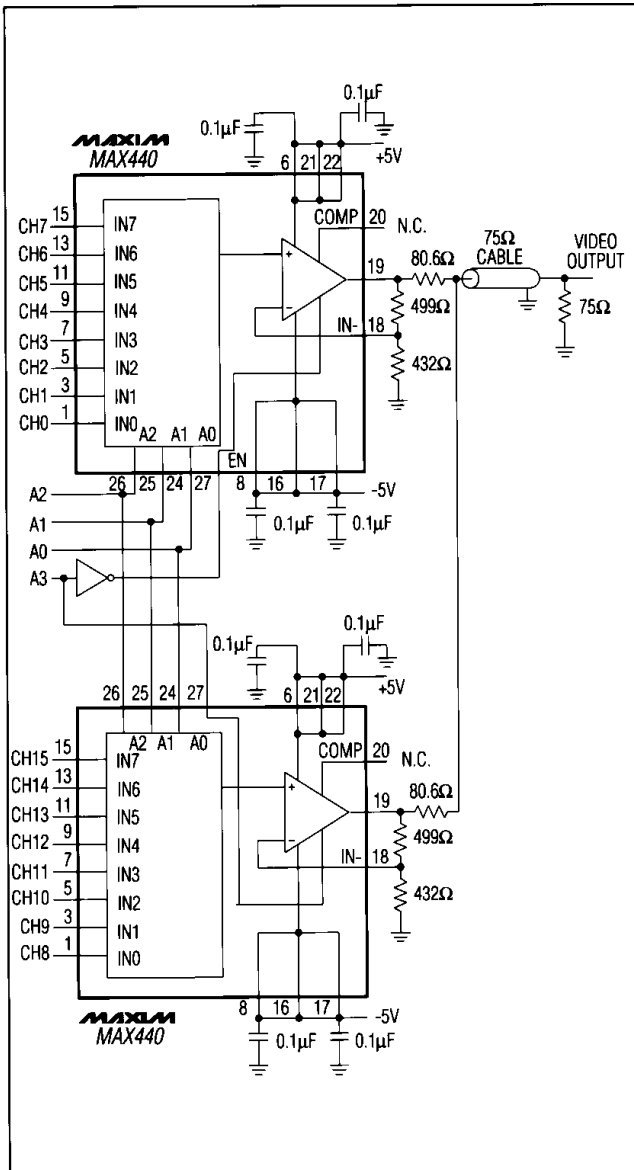 0.1μF
0.1μF
MAXIM
MAX440
6 21 22 +5V
COMP 20 N.C.
CH7 15 IN7
CH6 13 IN6
CH5 11 IN5
CH4 9 IN4
CH3 7 IN3
CH2 5 IN2
CH1 3 IN1
CH0 1 IN0
+
−
19 80.6Ω
75Ω CABLE
VIDEO OUTPUT
75Ω
499Ω
IN- 18
432Ω
A2 A1 A0
EN
26 25 24 27 8 16 17 -5V
0.1μF 0.1μF
A2
A1
A0
A3
0.1μF
0.1μF
26 25 24 27 6 21 22 +5V
A2 A1 A0
COMP 20 N.C.
CH15 15 IN7
CH14 13 IN6
CH13 11 IN5
CH12 9 IN4
CH11 7 IN3
CH10 5 IN2
CH9 3 IN1
CH8 1 IN0
+
−
19 80.6Ω
499Ω
IN- 18
432Ω
8 16 17 -5V
MAXIM
MAX440
0.1μF 0.1μF